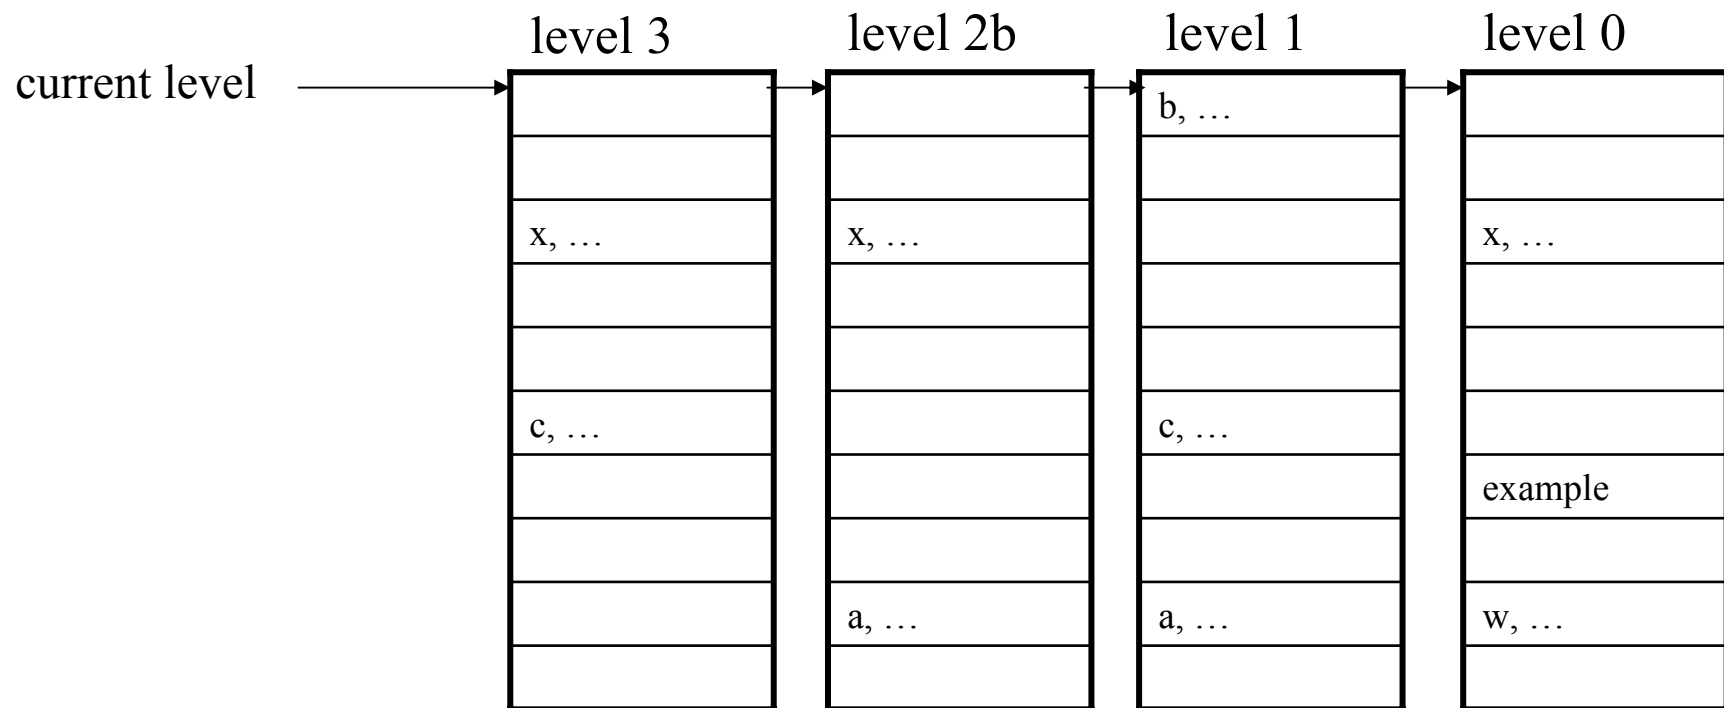 level 3 level 2b level 1 level 0
current level
b, …
x, … x, … x, …
c, … c, …
example
a, … a, … w, …